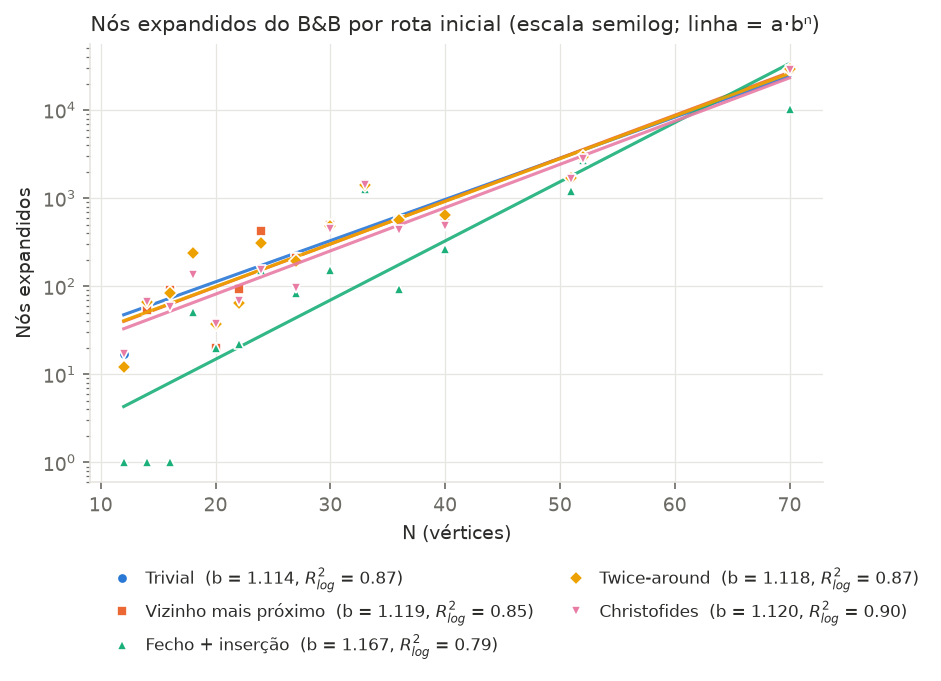 Nós expandidos do B&B por rota inicial (escala semilog; linha = a·bⁿ)
Nós expandidos
10⁴
10³
10²
10¹
10⁰
10 20 30 40 50 60 70
N (vértices)
Trivial (b = 1.114, R²log = 0.87)
Vizinho mais próximo (b = 1.119, R²log = 0.85)
Fecho + inserção (b = 1.167, R²log = 0.79)
Twice-around (b = 1.118, R²log = 0.87)
Christofides (b = 1.120, R²log = 0.90)